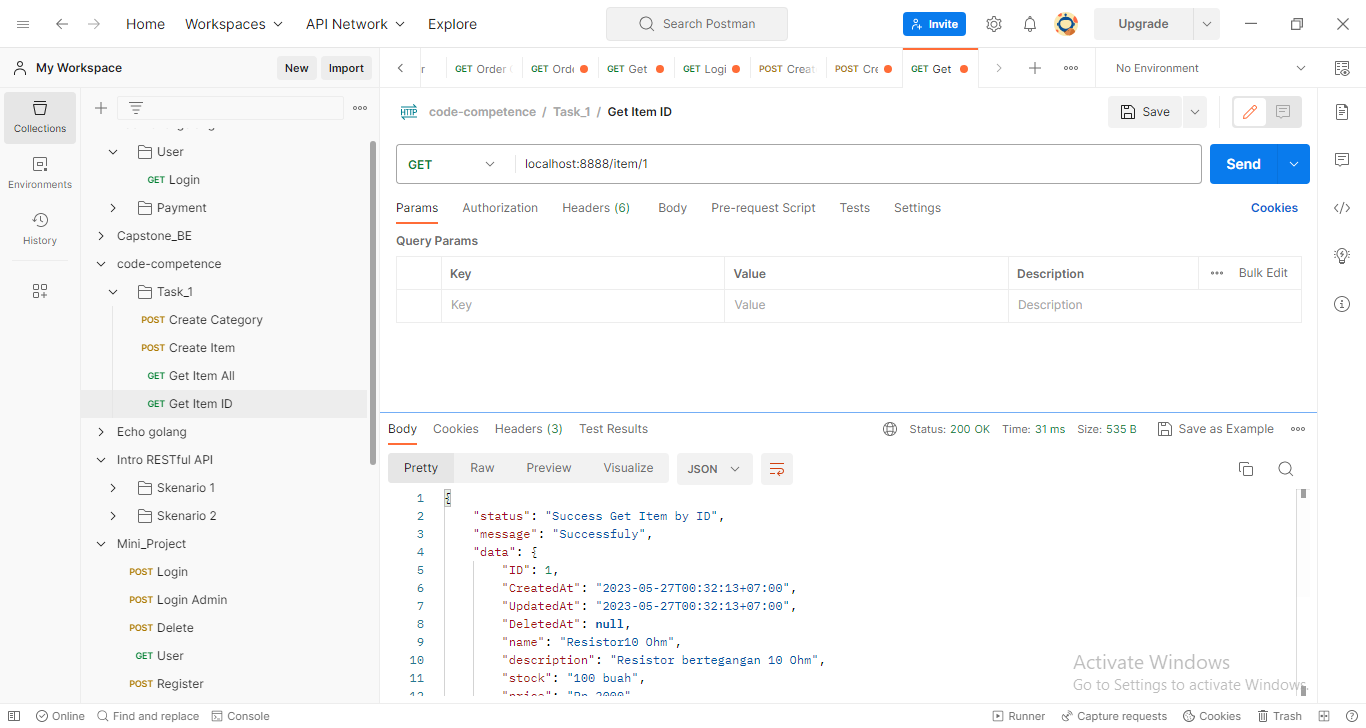 Home Workspaces API Network Explore Search Postman Invite Upgrade
My Workspace New Import
GET Order GET Ord GET Get GET Logi POST Creat POST Cre GET Get No Environment
Collections
Environments
History
User
GET Login
Payment
Capstone_BE
code-competence
Task_1
POST Create Category
POST Create Item
GET Get Item All
GET Get Item ID
Echo golang
Intro RESTful API
Skenario 1
Skenario 2
Mini_Project
POST Login
POST Login Admin
POST Delete
GET User
POST Register
HTTP code-competence / Task_1 / Get Item ID Save
GET localhost:8888/item/1 Send
Params Authorization Headers (6) Body Pre-request Script Tests Settings Cookies
Query Params
Key Value Description Bulk Edit
Key Value Description
Body Cookies Headers (3) Test Results Status: 200 OK Time: 31 ms Size: 535 B Save as Example
Pretty Raw Preview Visualize JSON
1 {
2 "status": "Success Get Item by ID",
3 "message": "Successfuly",
4 "data": {
5 "ID": 1,
6 "CreatedAt": "2023-05-27T00:32:13+07:00",
7 "UpdatedAt": "2023-05-27T00:32:13+07:00",
8 "DeletedAt": null,
9 "name": "Resistor10 Ohm",
10 "description": "Resistor bertegangan 10 Ohm",
11 "stock": "100 buah",
12 "price": "Rp 2000"
Activate Windows
Go to Settings to activate Windows.
Online Find and replace Console Runner Capture requests Cookies Trash